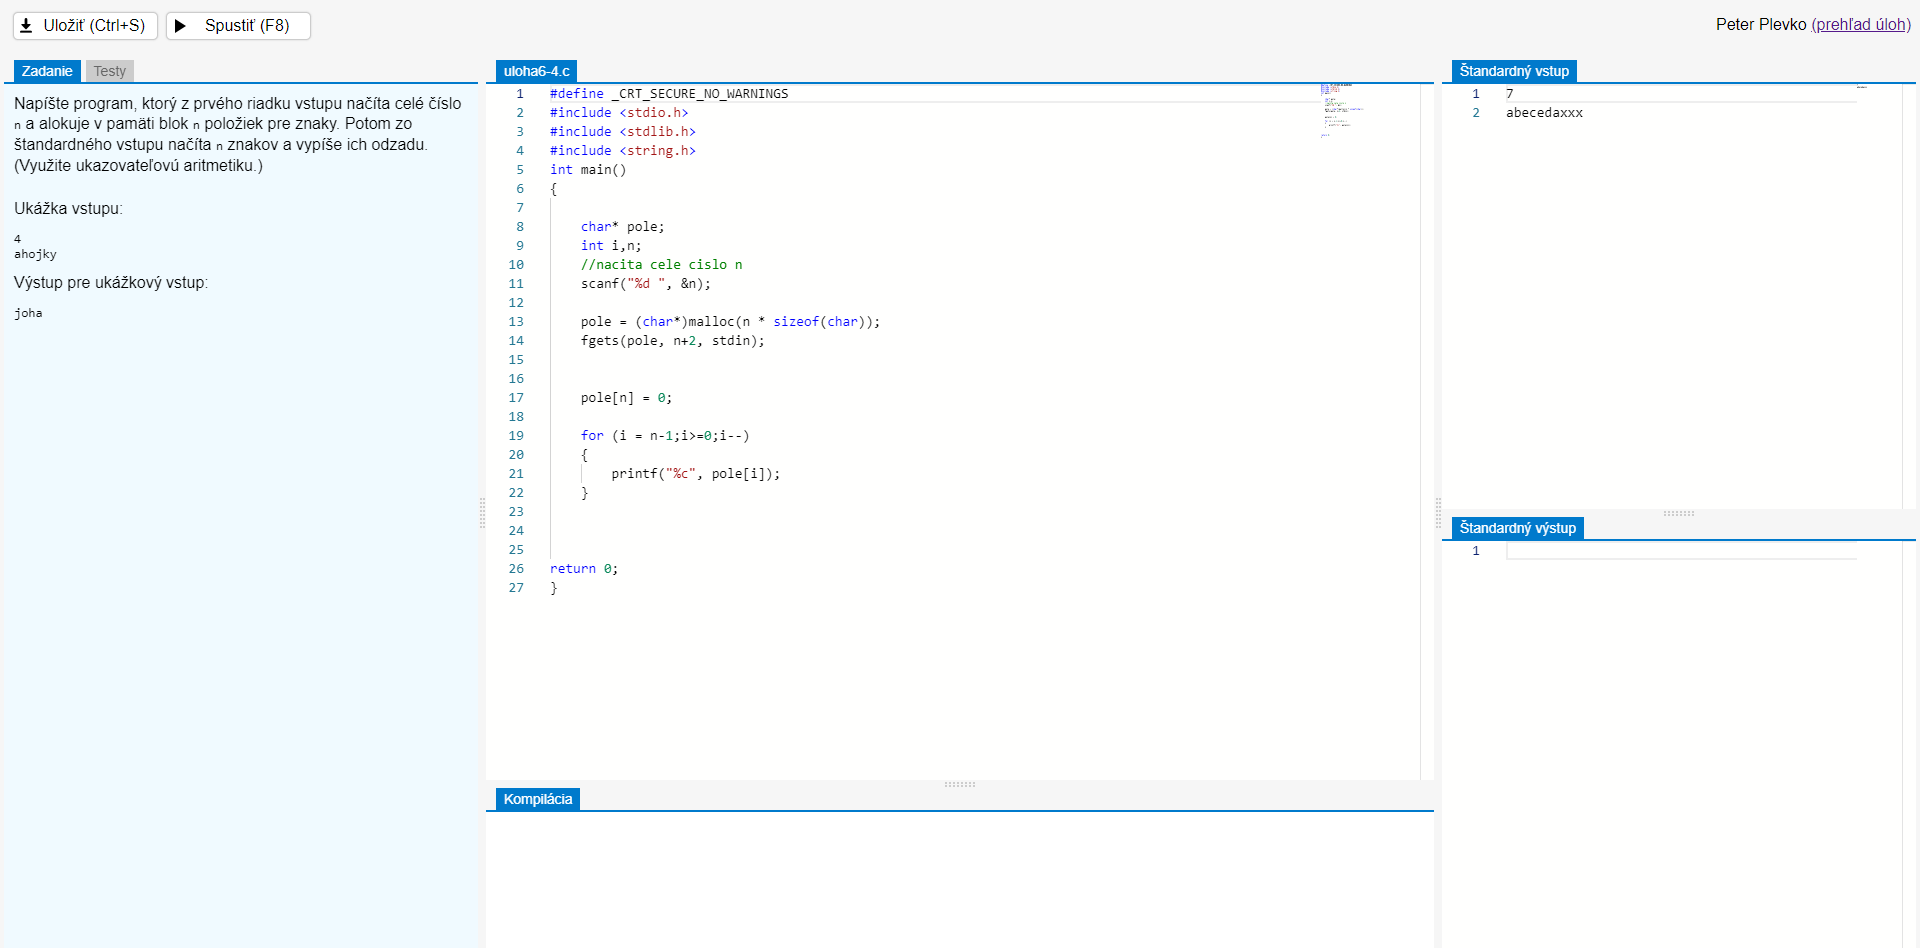 Uložiť (Ctrl+S)
Spustiť (F8)
Peter Plevko (prehľad úloh)
Zadanie
Testy
Napíšte program, ktorý z prvého riadku vstupu načíta celé číslo
n a alokuje v pamäti blok n položiek pre znaky. Potom zo
štandardného vstupu načíta n znakov a vypíše ich odzadu.
(Využite ukazovateľovú aritmetiku.)
Ukážka vstupu:
4
ahojky
Výstup pre ukážkový vstup:
joha
uloha6-4.c
1 #define _CRT_SECURE_NO_WARNINGS
2 #include <stdio.h>
3 #include <stdlib.h>
4 #include <string.h>
5 int main()
6 {
7
8 char* pole;
9 int i,n;
10 //nacita cele cislo n
11 scanf("%d ", &n);
12
13 pole = (char*)malloc(n * sizeof(char));
14 fgets(pole, n+2, stdin);
15
16
17 pole[n] = 0;
18
19 for (i = n-1;i>=0;i--)
20 {
21 printf("%c", pole[i]);
22 }
23
24
25
26 return 0;
27 }
Kompilácia
Štandardný vstup
1 7
2 abecedaxxx
Štandardný výstup
1